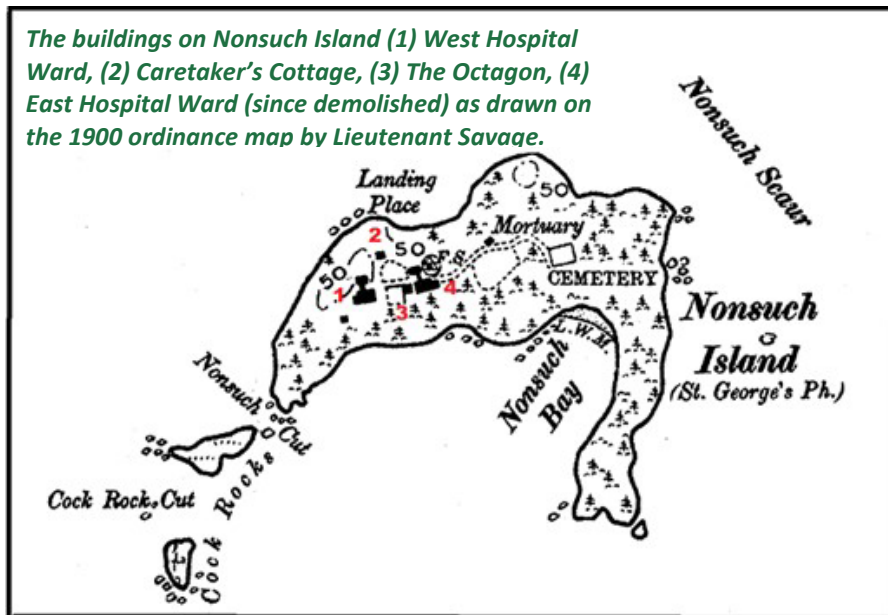 The buildings on Nonsuch Island (1) West Hospital
Ward, (2) Caretaker's Cottage, (3) The Octagon, (4)
East Hospital Ward (since demolished) as drawn on
the 1900 ordinance map by Lieutenant Savage.
Nonsuch Scaur
Landing
Place
50
Mortuary
2
50
F.S.
50
CEMETERY
1
4
3
Nonsuch
Island
(St. George's Ph.)
L.W.M.
Nonsuch
Bay
Nonsuch Cut
Cock Rock Cut
Cock Rocks